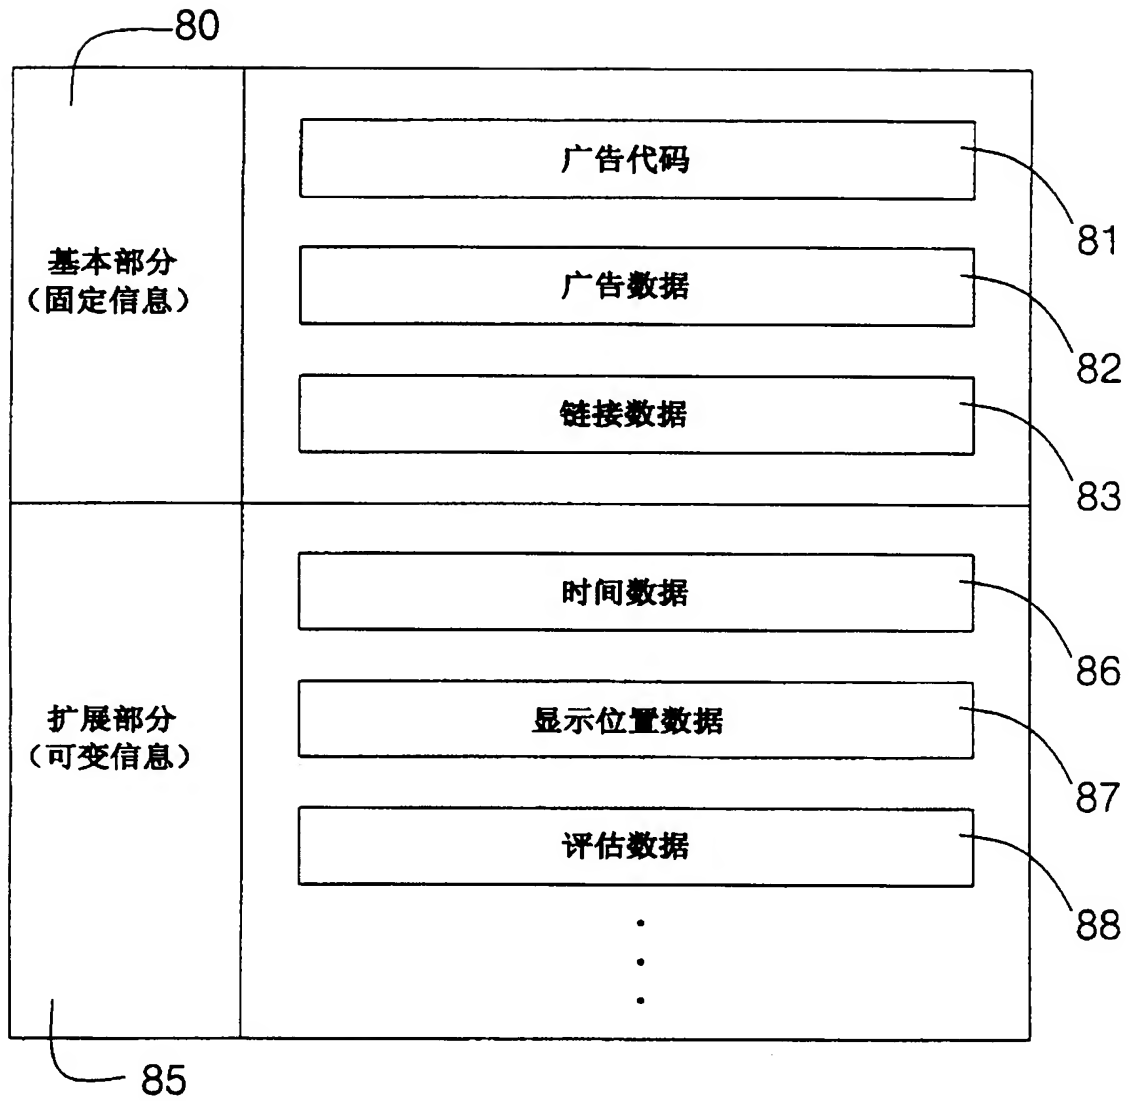 80
广告代码
81
基本部分
(固定信息)
广告数据
82
链接数据
83
时间数据
86
扩展部分
(可变信息)
显示位置数据
87
评估数据
88
85